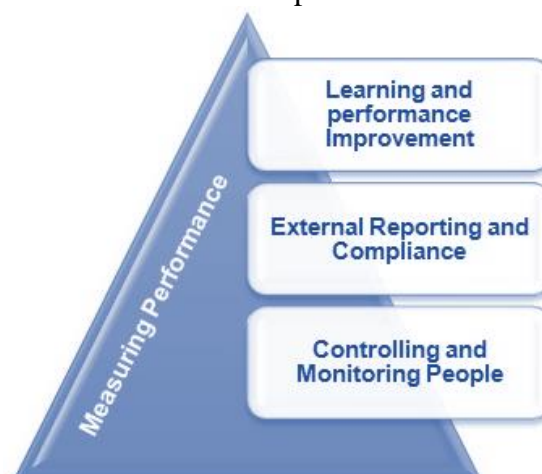 Learning and
performance
Improvement
External Reporting and
Compliance
Controlling and
Monitoring People
Measuring Performance